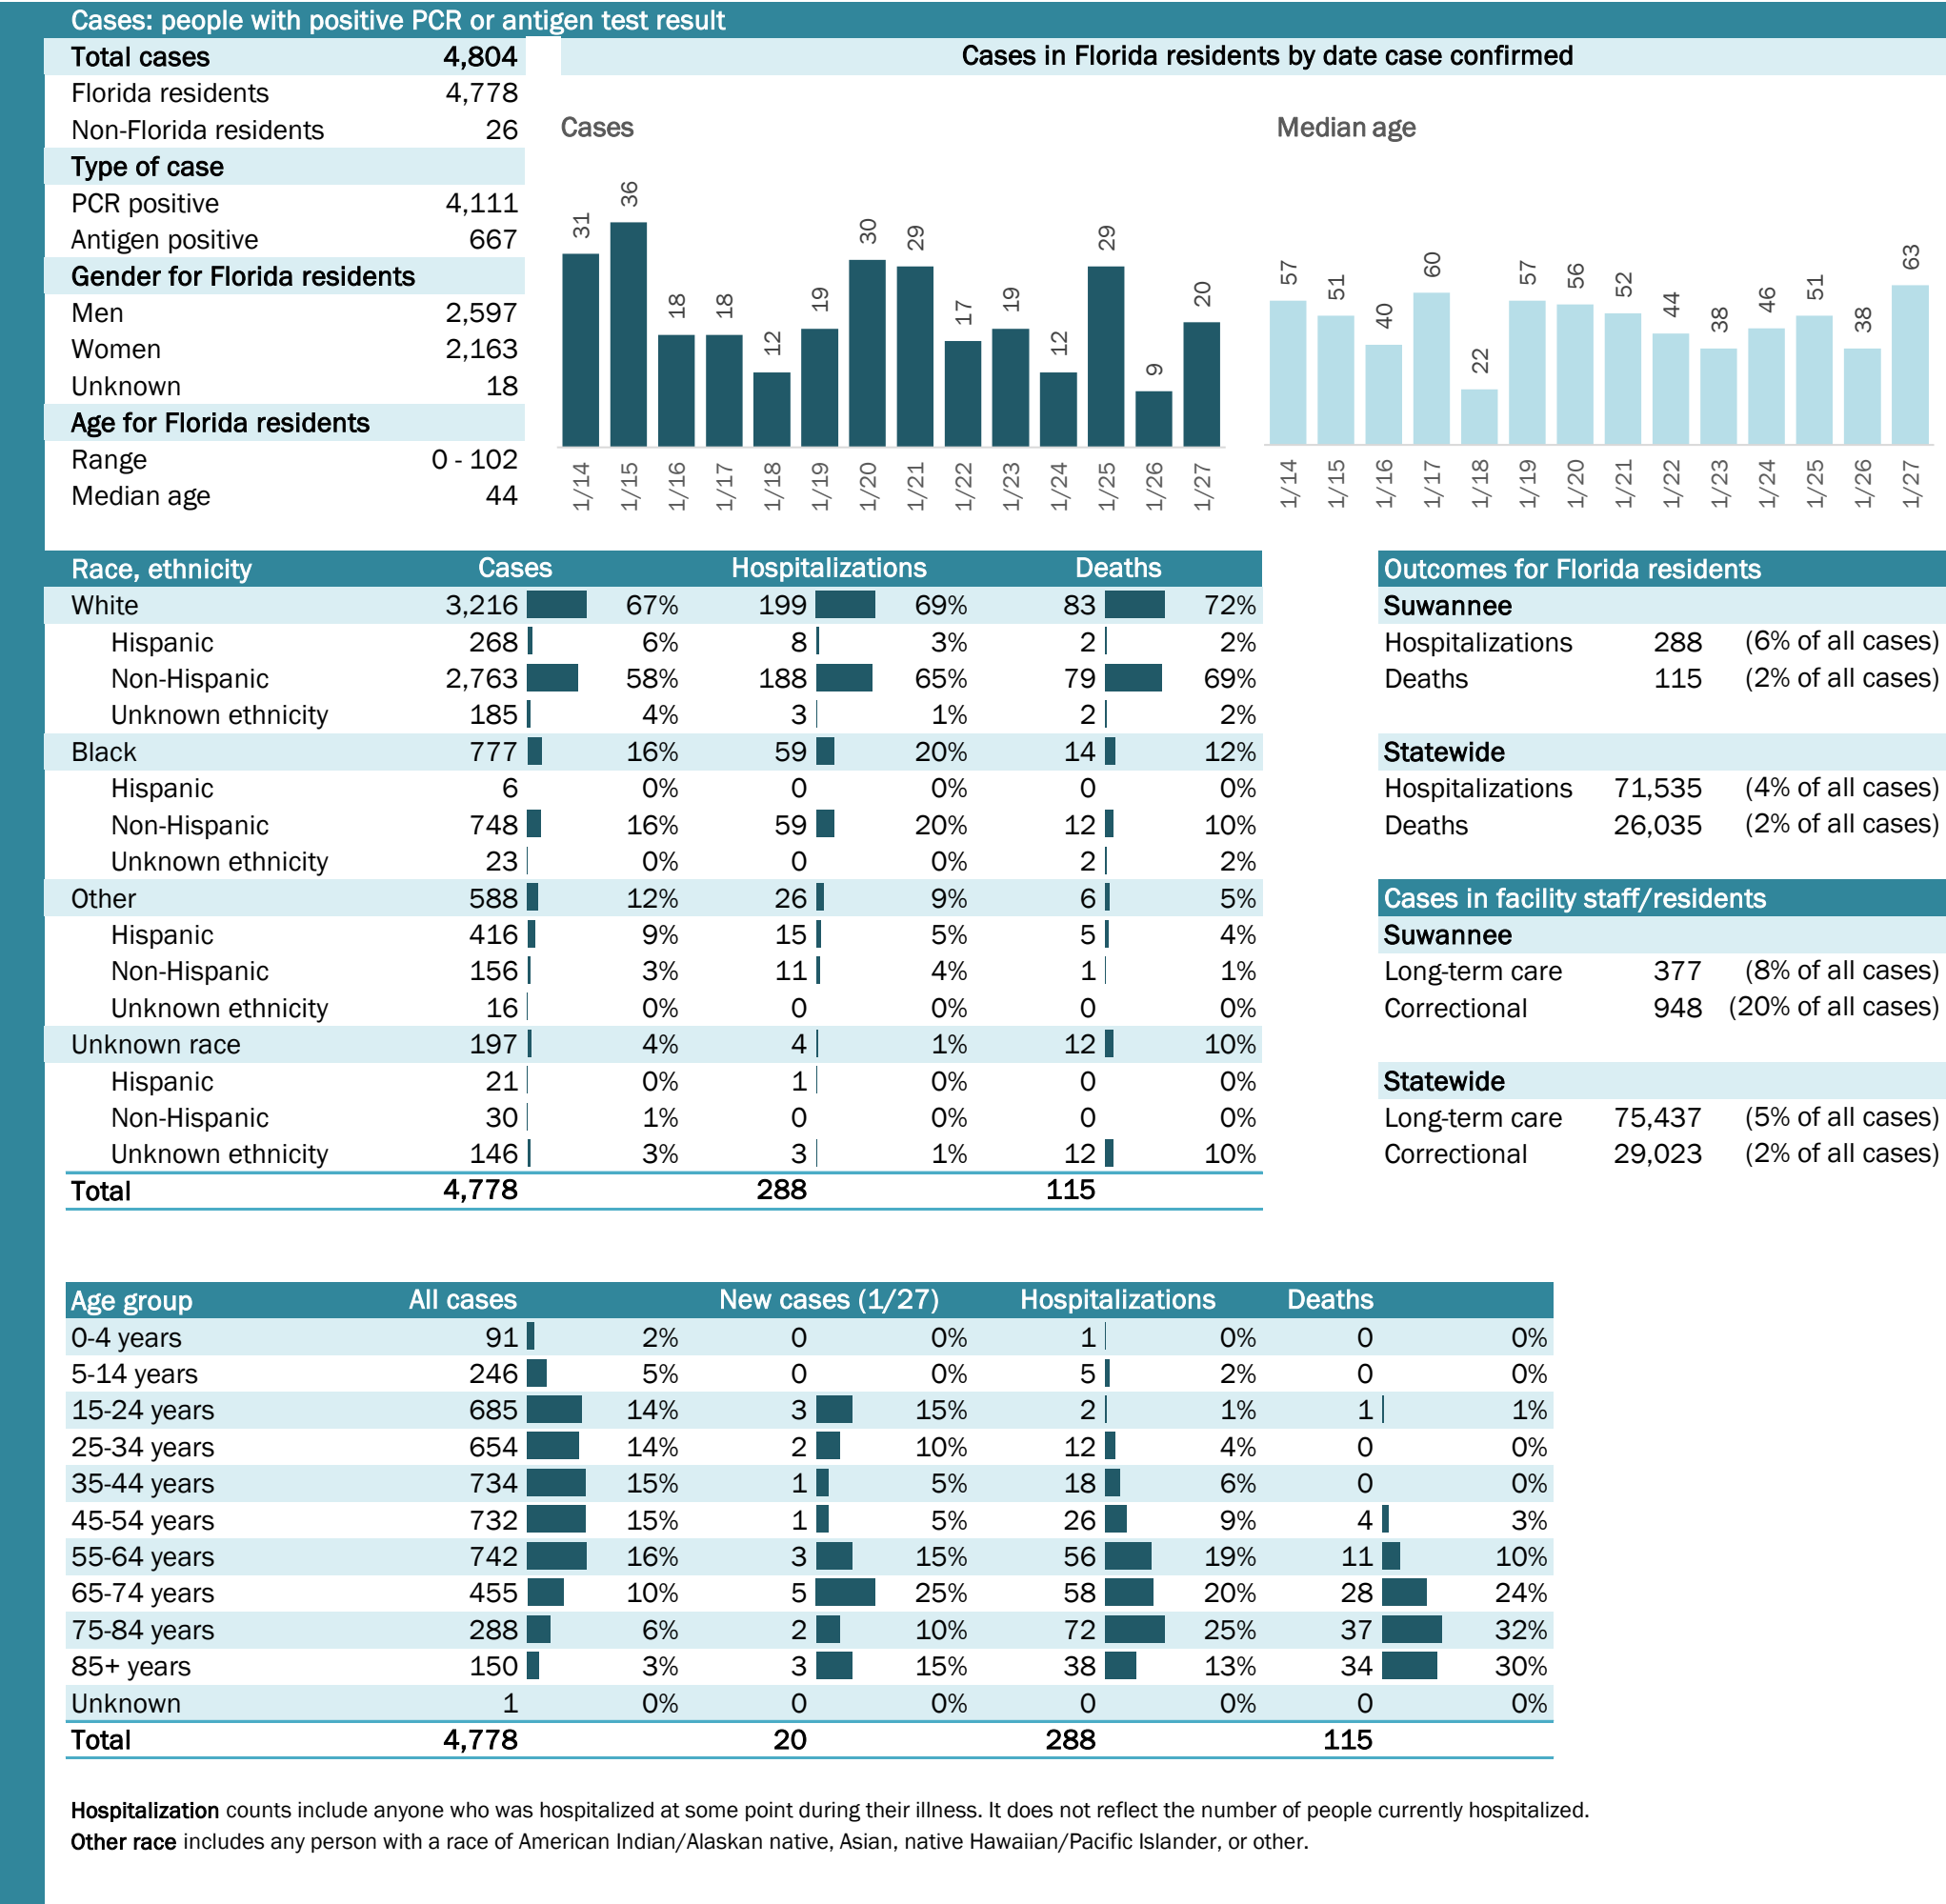 Cases: people with positive PCR or antigen test result
Total cases 4,804
Florida residents 4,778
Non-Florida residents 26
Type of case
PCR positive 4,111
Antigen positive 667
Gender for Florida residents
Men 2,597
Women 2,163
Unknown 18
Age for Florida residents
Range 0 - 102
Median age 44
Cases in Florida residents by date case confirmed
Cases
31 36 18 18 12 19 30 29 17 19 12 29 9 20
1/14 1/15 1/16 1/17 1/18 1/19 1/20 1/21 1/22 1/23 1/24 1/25 1/26 1/27
Median age
57 51 40 60 22 57 56 52 44 38 46 51 38 63
1/14 1/15 1/16 1/17 1/18 1/19 1/20 1/21 1/22 1/23 1/24 1/25 1/26 1/27
Race, ethnicity Cases Hospitalizations Deaths
White 3,216 67% 199 69% 83 72%
Hispanic 268 6% 8 3% 2 2%
Non-Hispanic 2,763 58% 188 65% 79 69%
Unknown ethnicity 185 4% 3 1% 2 2%
Black 777 16% 59 20% 14 12%
Hispanic 6 0% 0 0% 0 0%
Non-Hispanic 748 16% 59 20% 12 10%
Unknown ethnicity 23 0% 0 0% 2 2%
Other 588 12% 26 9% 6 5%
Hispanic 416 9% 15 5% 5 4%
Non-Hispanic 156 3% 11 4% 1 1%
Unknown ethnicity 16 0% 0 0% 0 0%
Unknown race 197 4% 4 1% 12 10%
Hispanic 21 0% 1 0% 0 0%
Non-Hispanic 30 1% 0 0% 0 0%
Unknown ethnicity 146 3% 3 1% 12 10%
Total 4,778 288 115
Outcomes for Florida residents
Suwannee
Hospitalizations 288 (6% of all cases)
Deaths 115 (2% of all cases)
Statewide
Hospitalizations 71,535 (4% of all cases)
Deaths 26,035 (2% of all cases)
Cases in facility staff/residents
Suwannee
Long-term care 377 (8% of all cases)
Correctional 948 (20% of all cases)
Statewide
Long-term care 75,437 (5% of all cases)
Correctional 29,023 (2% of all cases)
Age group All cases New cases (1/27) Hospitalizations Deaths
0-4 years 91 2% 0 0% 1 0% 0 0%
5-14 years 246 5% 0 0% 5 2% 0 0%
15-24 years 685 14% 3 15% 2 1% 1 1%
25-34 years 654 14% 2 10% 12 4% 0 0%
35-44 years 734 15% 1 5% 18 6% 0 0%
45-54 years 732 15% 1 5% 26 9% 4 3%
55-64 years 742 16% 3 15% 56 19% 11 10%
65-74 years 455 10% 5 25% 58 20% 28 24%
75-84 years 288 6% 2 10% 72 25% 37 32%
85+ years 150 3% 3 15% 38 13% 34 30%
Unknown 1 0% 0 0% 0 0% 0 0%
Total 4,778 20 288 115
Hospitalization counts include anyone who was hospitalized at some point during their illness. It does not reflect the number of people currently hospitalized.
Other race includes any person with a race of American Indian/Alaskan native, Asian, native Hawaiian/Pacific Islander, or other.